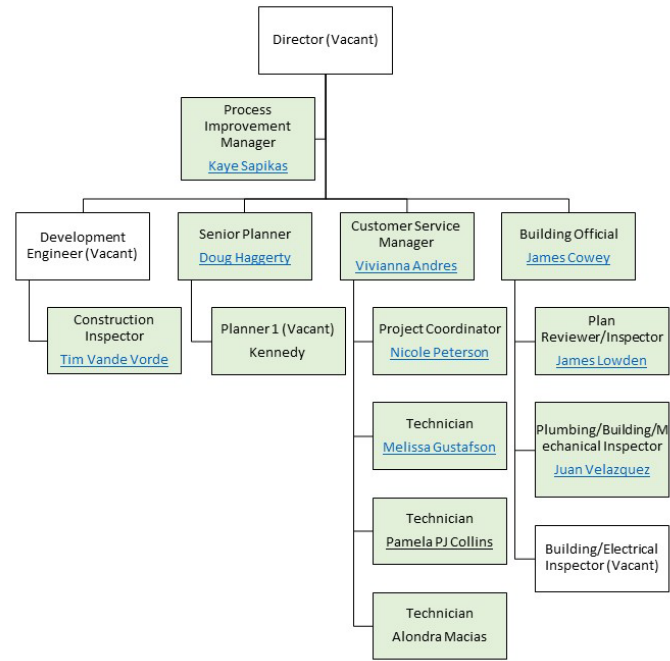 Director (Vacant)
Process
Improvement
Manager
Kaye Sapikas
Development
Engineer (Vacant)
Senior Planner
Doug Haggerty
Customer Service
Manager
Vivianna Andres
Building Official
James Cowey
Construction
Inspector
Tim Vande Vorde
Planner 1 (Vacant)
Kennedy
Project Coordinator
Nicole Peterson
Plan
Reviewer/Inspector
James Lowden
Technician
Melissa Gustafson
Plumbing/Building/M
echanical Inspector
Juan Velazquez
Technician
Pamela PJ Collins
Building/Electrical
Inspector (Vacant)
Technician
Alondra Macias